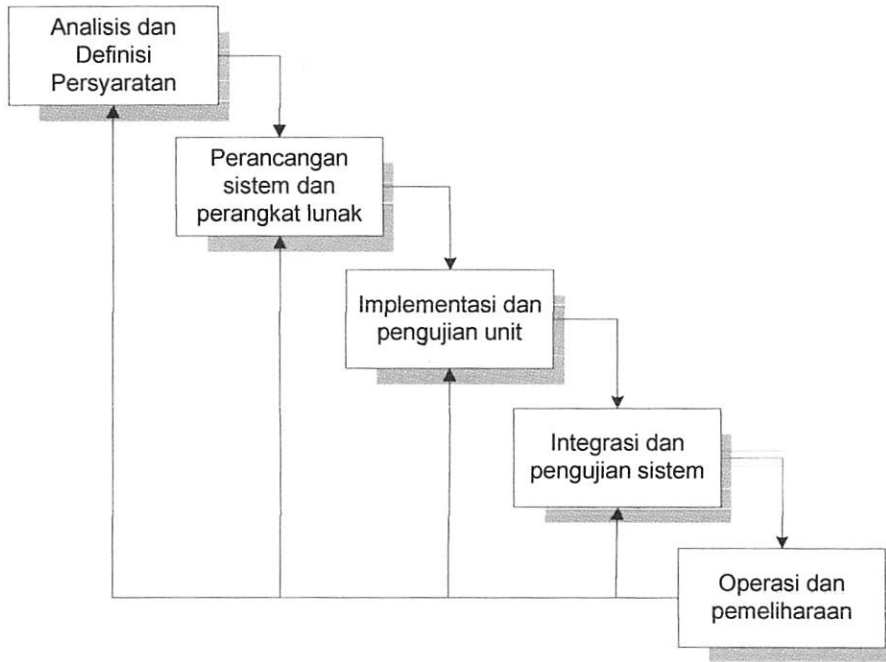 Analisis dan
Definisi
Persyaratan
Perancangan
sistem dan
perangkat lunak
Implementasi dan
pengujian unit
Integrasi dan
pengujian sistem
Operasi dan
pemeliharaan